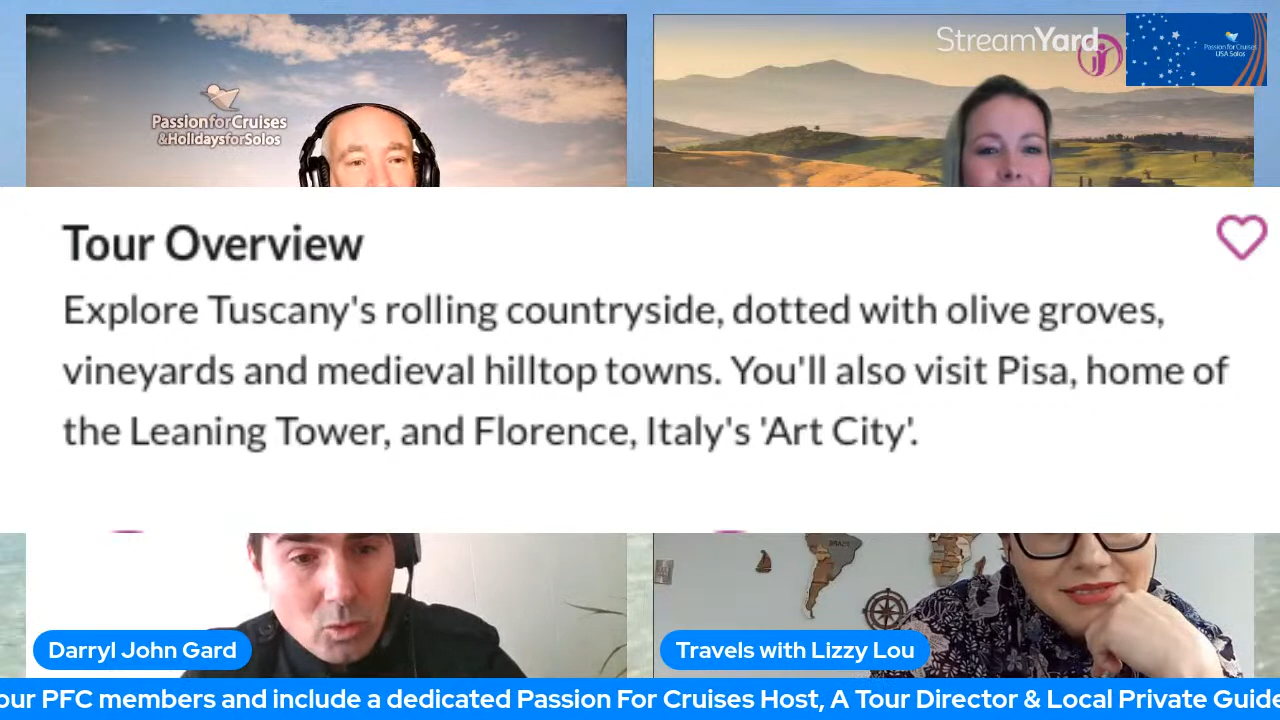 StreamYard
Passion for Cruises
USA Solos
PassionforCruises
&HolidaysforSolos
Tour Overview
Explore Tuscany's rolling countryside, dotted with olive groves,
vineyards and medieval hilltop towns. You'll also visit Pisa, home of
the Leaning Tower, and Florence, Italy's 'Art City'.
BRAZIL
Darryl John Gard
Travels with Lizzy Lou
our PFC members and include a dedicated Passion For Cruises Host, A Tour Director & Local Private Guide